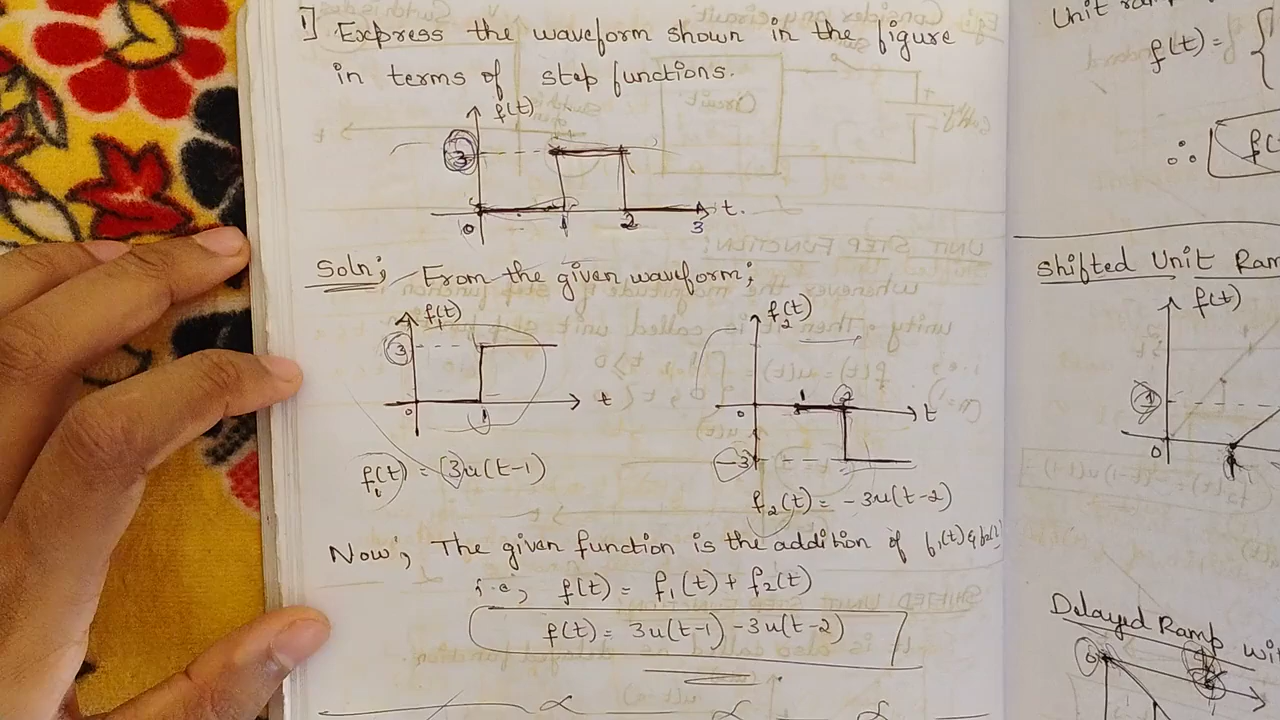 1] Express the waveform shown in the figure
in terms of step functions.
f(t)
3
0 1 2 3 t.
Soln; From the given waveform;
f1(t)
3
0 1 t
f1(t) = 3u(t-1)
f2(t)
0 1 2 t
-3
f2(t) = -3u(t-2)
Now; The given function is the addition of f1(t) & f2(t)
i.e, f(t) = f1(t) + f2(t)
f(t) = 3u(t-1) -3u(t-2)
Unit
f(t) = {
∴ f(
Shifted Unit Ram
f(t)
1
0 1
Delayed Ramp wit